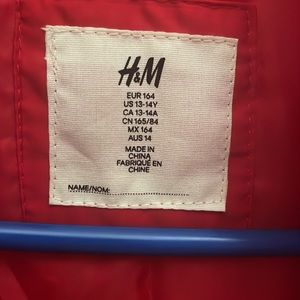 H&M
EUR 164
US 13-14Y
CA 13-14A
CN 165/84
MX 164
AUS 14
MADE IN
CHINA
FABRIQUÉ EN
CHINE
NAME/NOM: